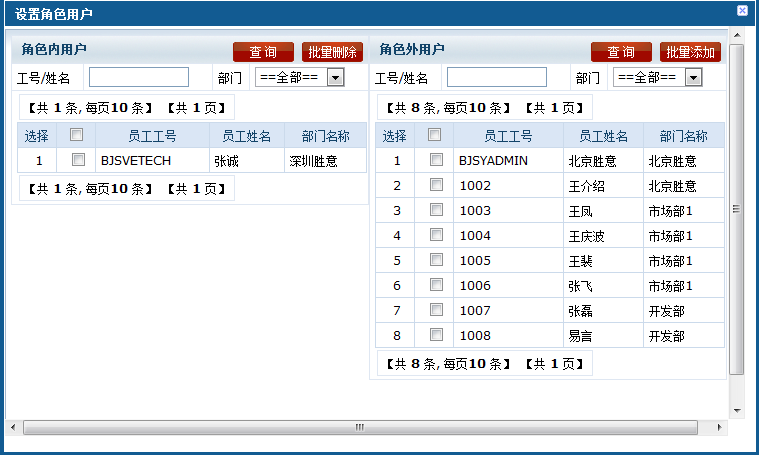 设置角色用户
角色内用户 查 询 批量删除
工号/姓名 部门 ==全部==
【共 1 条, 每页10 条】 【共 1 页】
选择 员工工号 员工姓名 部门名称
1 BJSVETECH 张诚 深圳胜意
【共 1 条, 每页10 条】 【共 1 页】
角色外用户 查 询 批量添加
工号/姓名 部门 ==全部==
【共 8 条, 每页10 条】 【共 1 页】
选择 员工工号 员工姓名 部门名称
1 BJSYADMIN 北京胜意 北京胜意
2 1002 王介绍 北京胜意
3 1003 王凤 市场部1
4 1004 王庆波 市场部1
5 1005 王裴 市场部1
6 1006 张飞 市场部1
7 1007 张磊 开发部
8 1008 易言 开发部
【共 8 条, 每页10 条】 【共 1 页】